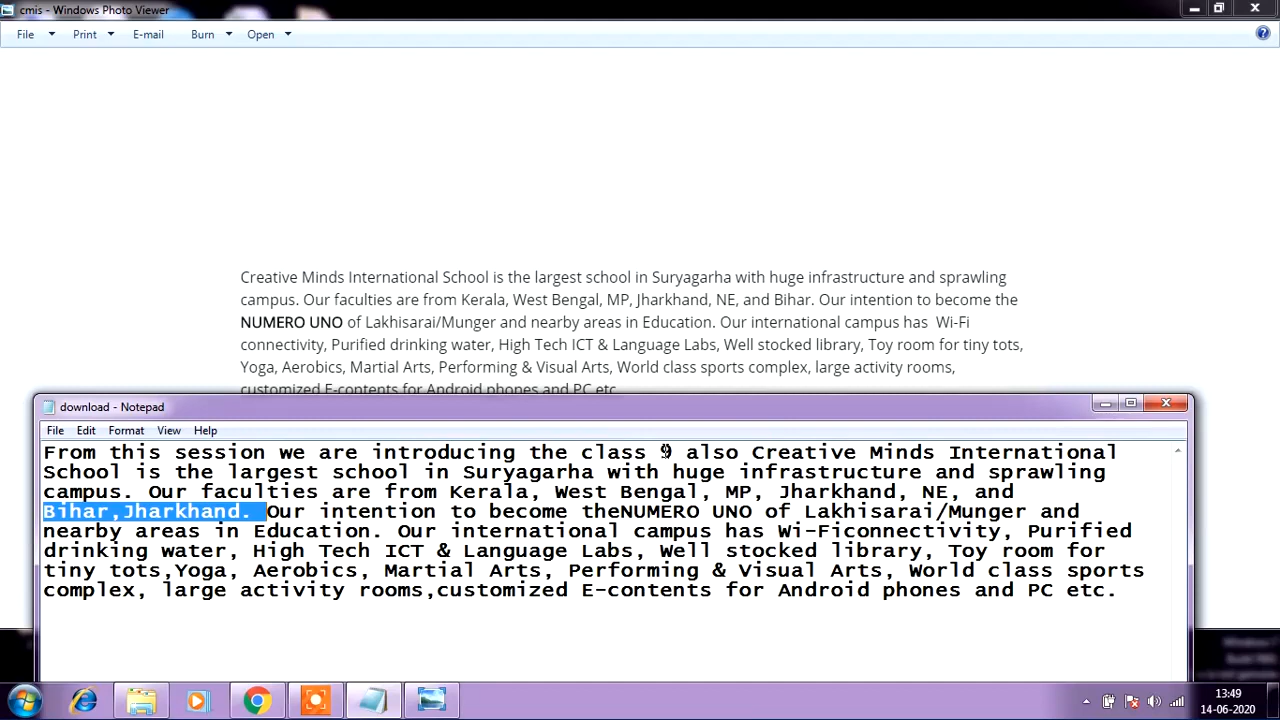 cmis - Windows Photo Viewer
File Print E-mail Burn Open
Creative Minds International School is the largest school in Suryagarha with huge infrastructure and sprawling
campus. Our faculties are from Kerala, West Bengal, MP, Jharkhand, NE, and Bihar. Our intention to become the
NUMERO UNO of Lakhisarai/Munger and nearby areas in Education. Our international campus has Wi-Fi
connectivity, Purified drinking water, High Tech ICT & Language Labs, Well stocked library, Toy room for tiny tots,
Yoga, Aerobics, Martial Arts, Performing & Visual Arts, World class sports complex, large activity rooms,
customized E-contents for Android phones and PC etc.
download - Notepad
File Edit Format View Help
From this session we are introducing the class 9 also Creative Minds International
School is the largest school in Suryagarha with huge infrastructure and sprawling
campus. Our faculties are from Kerala, West Bengal, MP, Jharkhand, NE, and
Bihar,Jharkhand. Our intention to become theNUMERO UNO of Lakhisarai/Munger and
nearby areas in Education. Our international campus has Wi-Ficonnectivity, Purified
drinking water, High Tech ICT & Language Labs, Well stocked library, Toy room for
tiny tots,Yoga, Aerobics, Martial Arts, Performing & Visual Arts, World class sports
complex, large activity rooms,customized E-contents for Android phones and PC etc.
13:49
14-06-2020